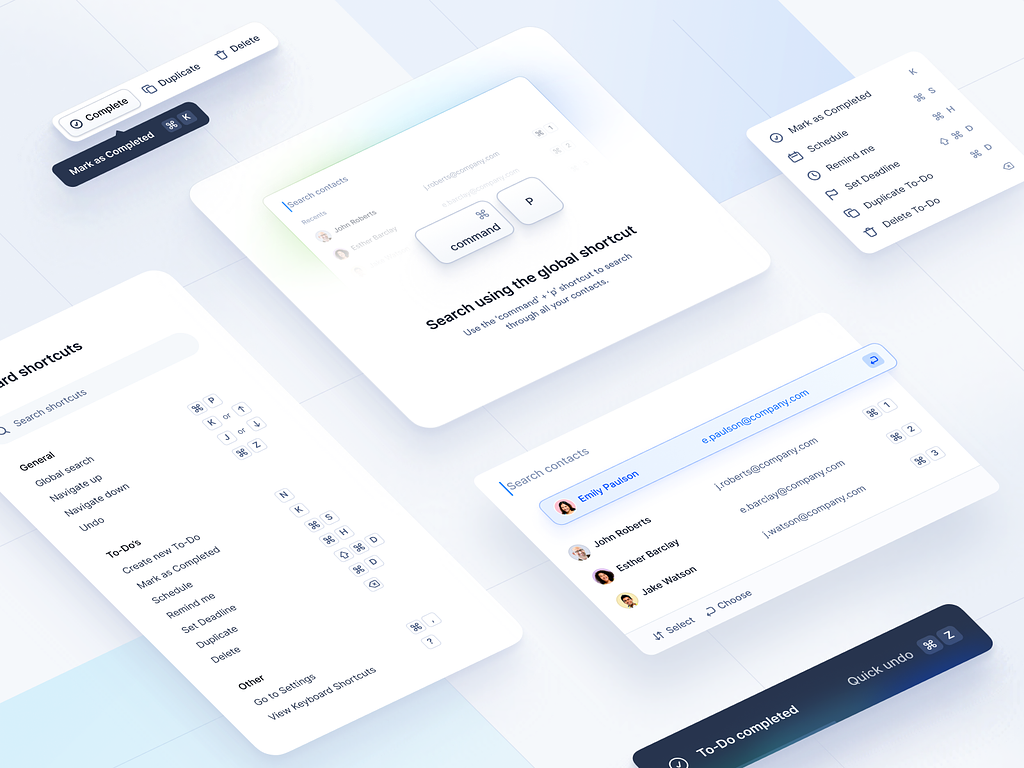 Complete
Duplicate
Delete
Mark as Completed ⌘ K
Search contacts
Recents
John Roberts j.roberts@company.com ⌘ 1
Esther Barclay e.barclay@company.com ⌘ 2
⌘ command
P
Search using the global shortcut
Use the 'command' + 'p' shortcut to search
through all your contacts.
Mark as Completed K
Schedule ⌘ S
Remind me ⌘ H
Set Deadline ⇧ ⌘ D
Duplicate To-Do ⌘ D
Delete To-Do ⌫
ard shortcuts
Search shortcuts
General
Global search ⌘ P
Navigate up K or ↑
Navigate down J or ↓
Undo ⌘ Z
To-Do's
Create new To-Do N
Mark as Completed K
Schedule ⌘ S
Remind me ⌘ H
Set Deadline ⇧ ⌘ D
Duplicate ⌘ D
Delete ⌫
Other
Go to Settings ⌘ ,
View Keyboard Shortcuts ?
Search contacts
Emily Paulson e.paulson@company.com
John Roberts j.roberts@company.com ⌘ 1
Esther Barclay e.barclay@company.com ⌘ 2
Jake Watson j.watson@company.com ⌘ 3
Select
Choose
To-Do completed Quick undo ⌘ Z